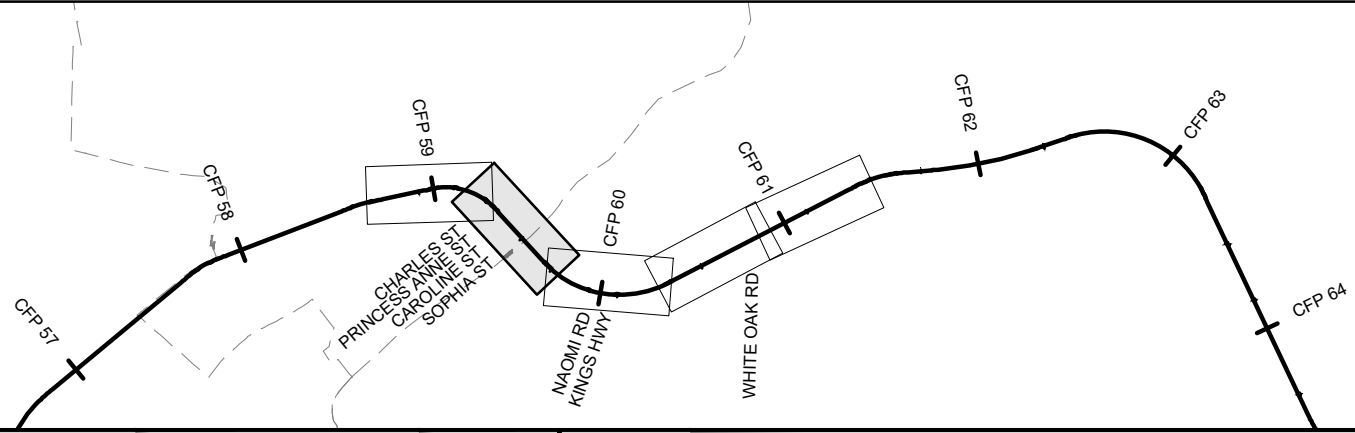 CFP 57
CFP 58
CFP 59
CHARLES ST
PRINCESS ANNE ST
CAROLINE ST
SOPHIA ST
CFP 60
NAOMI RD
KINGS HWY
CFP 61
WHITE OAK RD
CFP 62
CFP 63
CFP 64